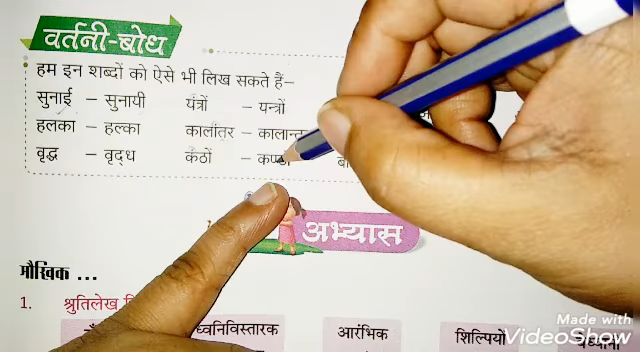 वर्तनी-बोध
हम इन शब्दों को ऐसे भी लिख सकते हैं–
सुनाई – सुनायी यंत्रों – यन्त्रों
हलका – हल्का कालांतर –
वृद्ध – वृद्ध कंठों –
अभ्यास
मौखिक ...
1. श्रुतिलेख
ध्वनिविस्तारक आरंभिक शिल्पियों
Made with
VideoShow